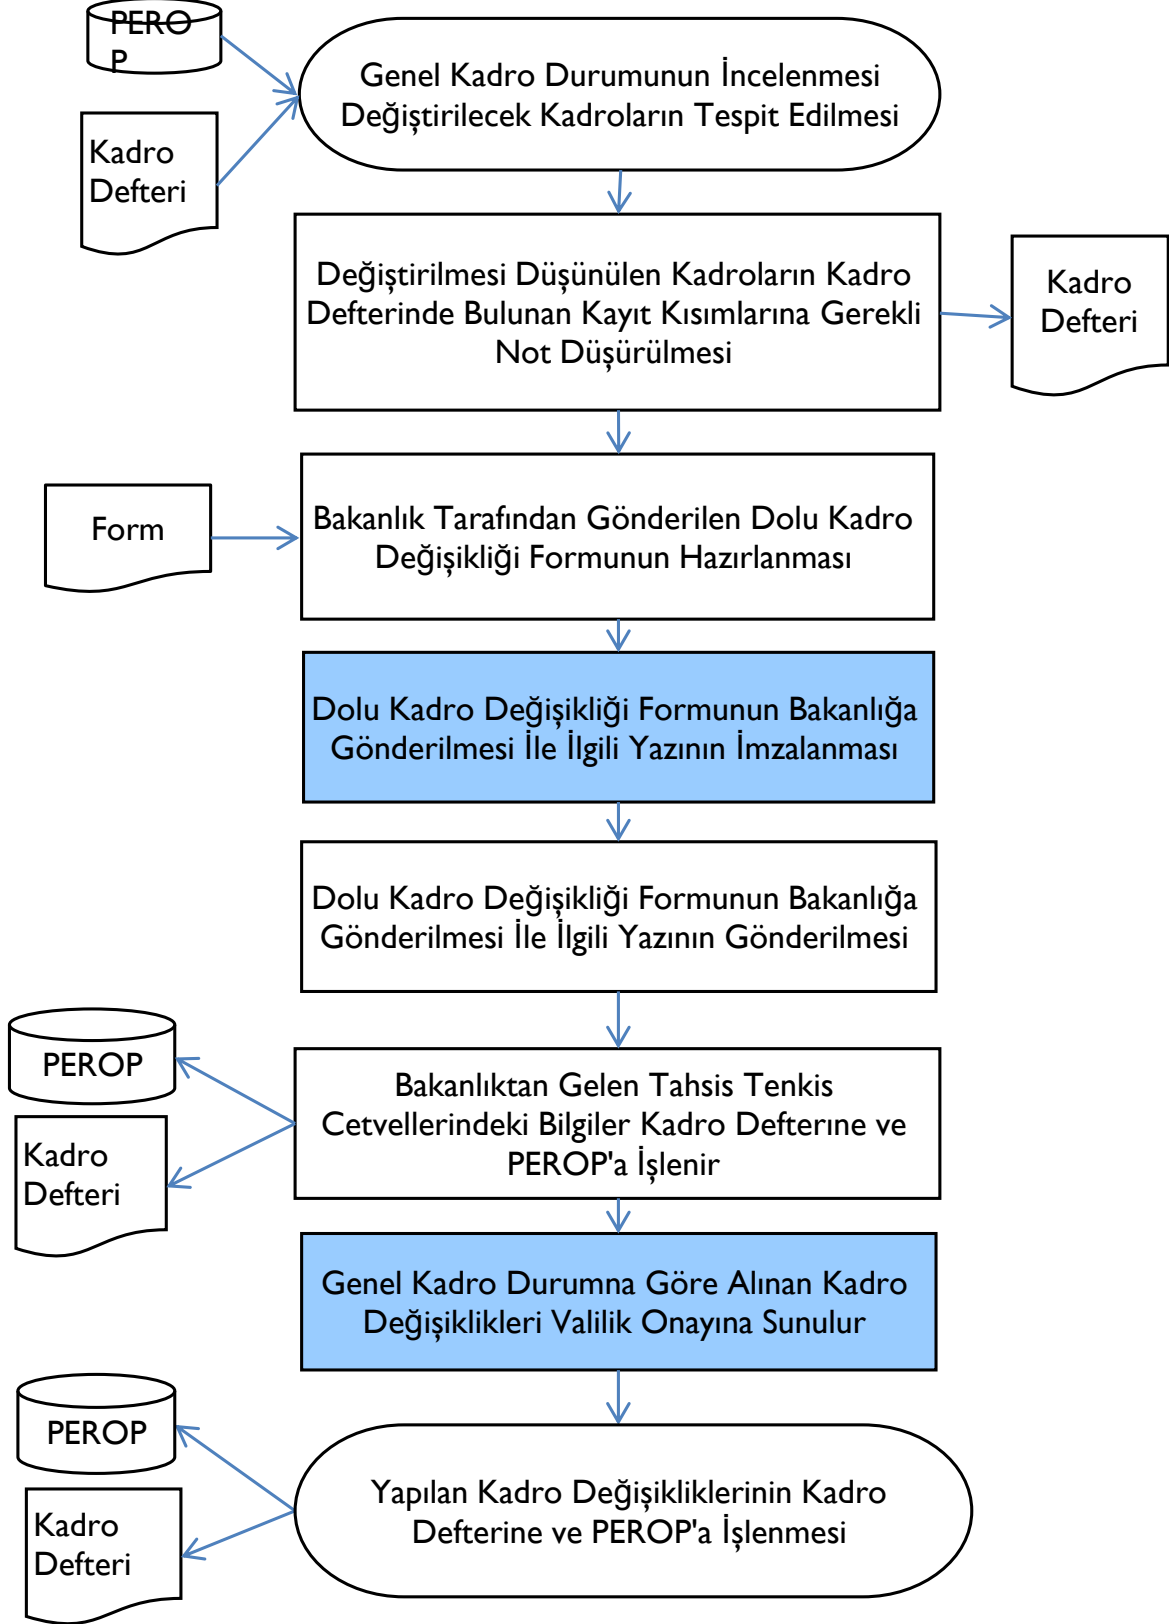 PERO
P
Genel Kadro Durumunun İncelenmesi
Değiştirilecek Kadroların Tespit Edilmesi
Kadro
Defteri
Değiştirilmesi Düşünülen Kadroların Kadro
Defterinde Bulunan Kayıt Kısımlarına Gerekli
Not Düşürülmesi
Kadro
Defteri
Form
Bakanlık Tarafından Gönderilen Dolu Kadro
Değişikliği Formunun Hazırlanması
Dolu Kadro Değişikliği Formunun Bakanlığa
Gönderilmesi İle İlgili Yazının İmzalanması
Dolu Kadro Değişikliği Formunun Bakanlığa
Gönderilmesi İle İlgili Yazının Gönderilmesi
PEROP
Kadro
Defteri
Bakanlıktan Gelen Tahsis Tenkis
Cetvellerindeki Bilgiler Kadro Defterıne ve
PEROP'a İşlenir
Genel Kadro Durumna Göre Alınan Kadro
Değişiklikleri Valilik Onayına Sunulur
PEROP
Kadro
Defteri
Yapılan Kadro Değişikliklerinin Kadro
Defterine ve PEROP'a İşlenmesi